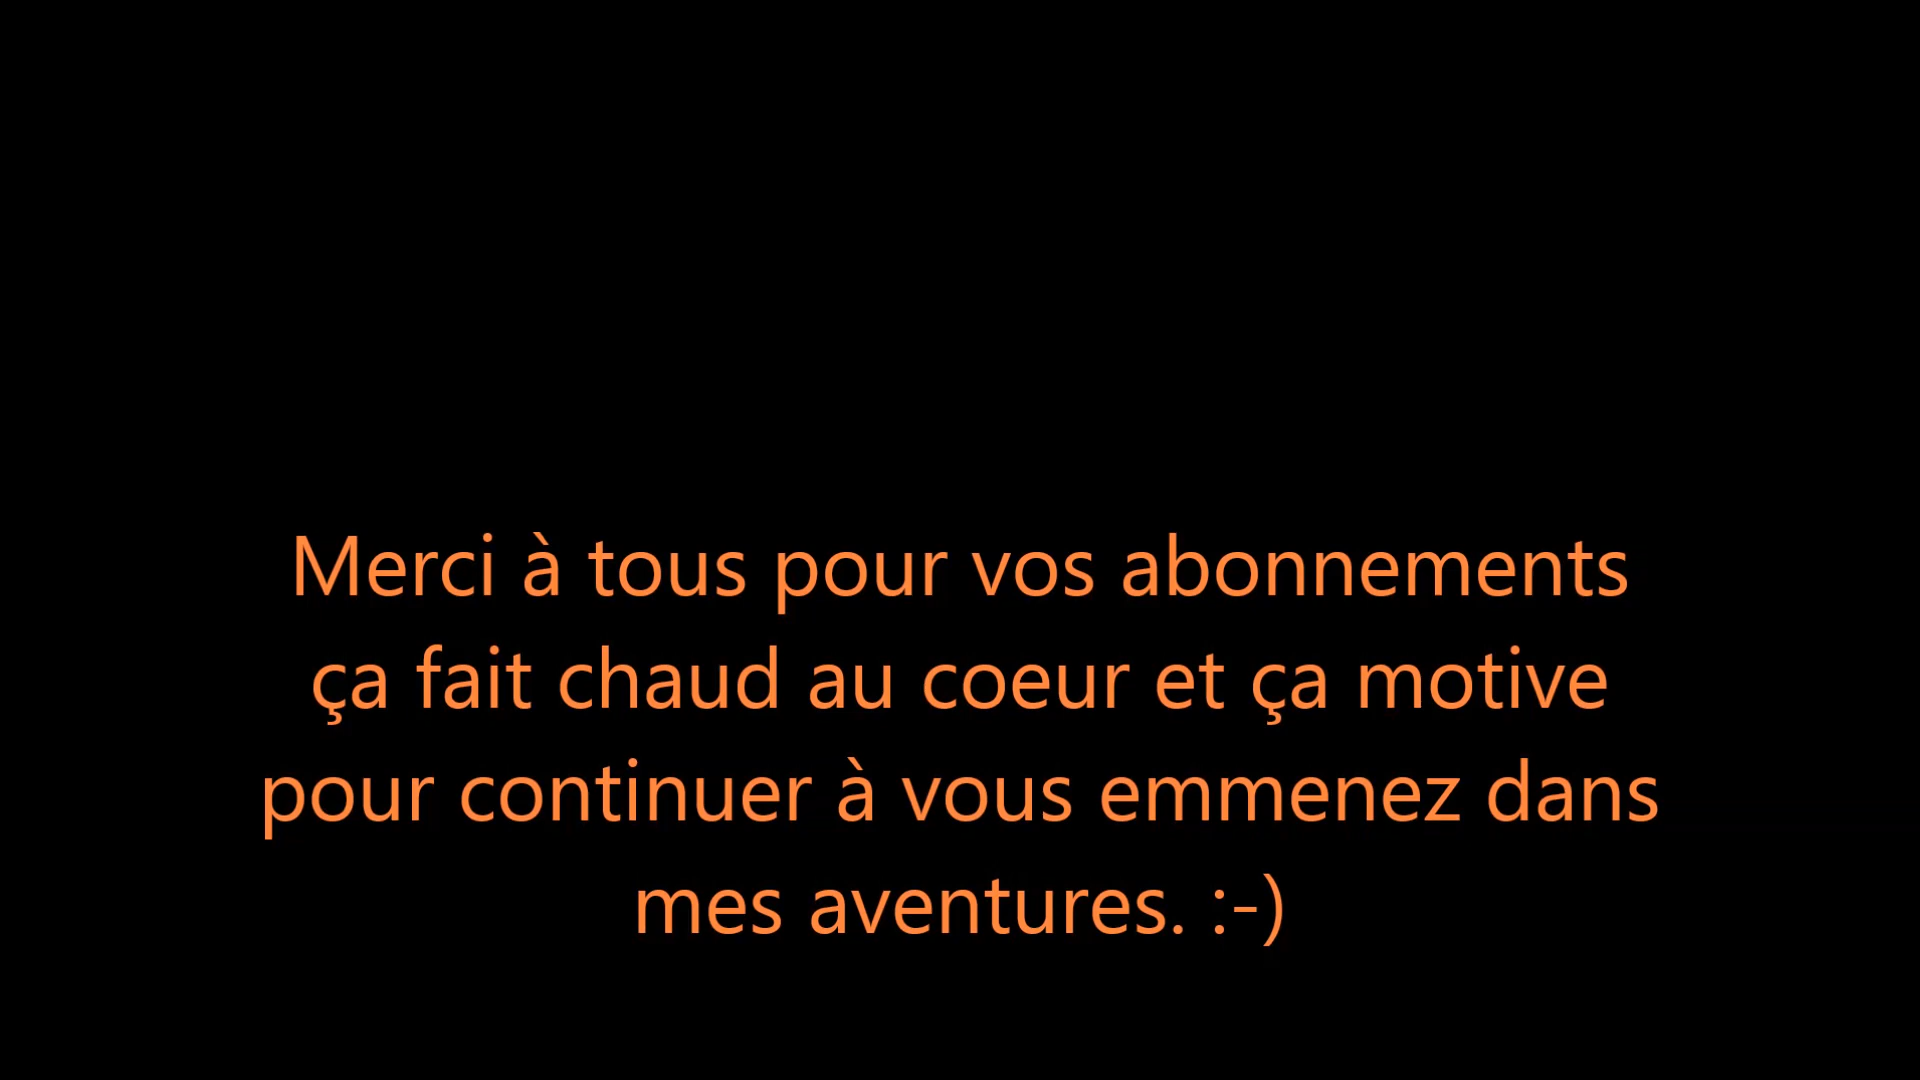 Merci à tous pour vos abonnements
ça fait chaud au coeur et ça motive
pour continuer à vous emmenez dans
mes aventures. :-)